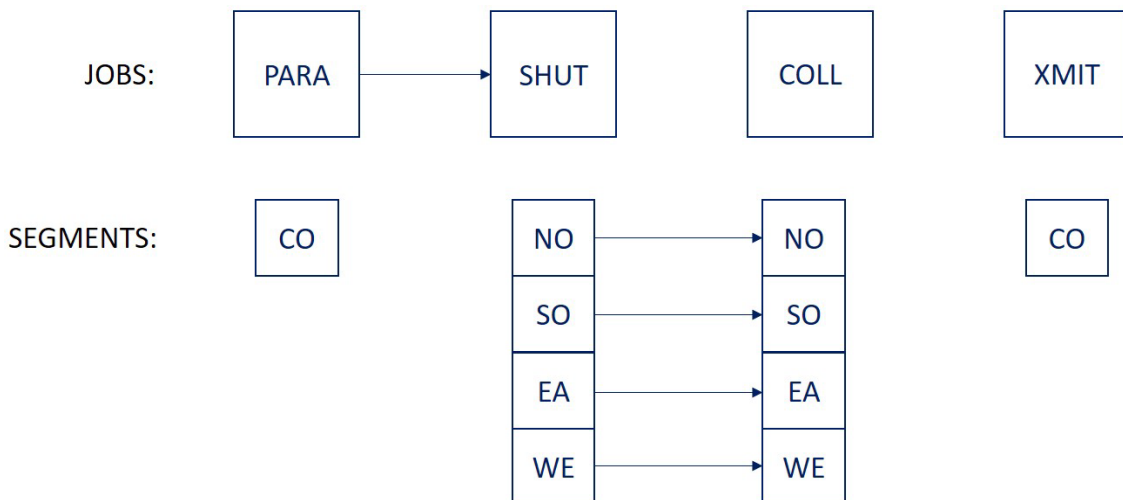 JOBS: PARA SHUT COLL XMIT
SEGMENTS: CO NO NO CO
SO SO
EA EA
WE WE